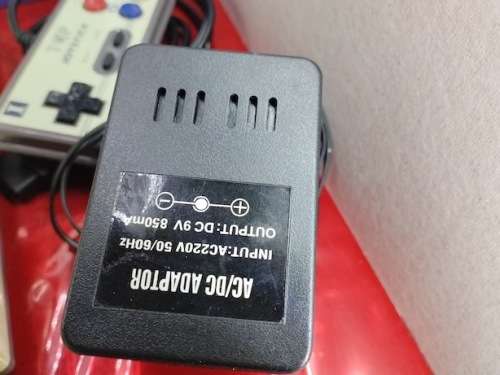 AC/DC ADAPTOR
INPUT:AC220V 50/60Hz
OUTPUT: DC 9V 850mA